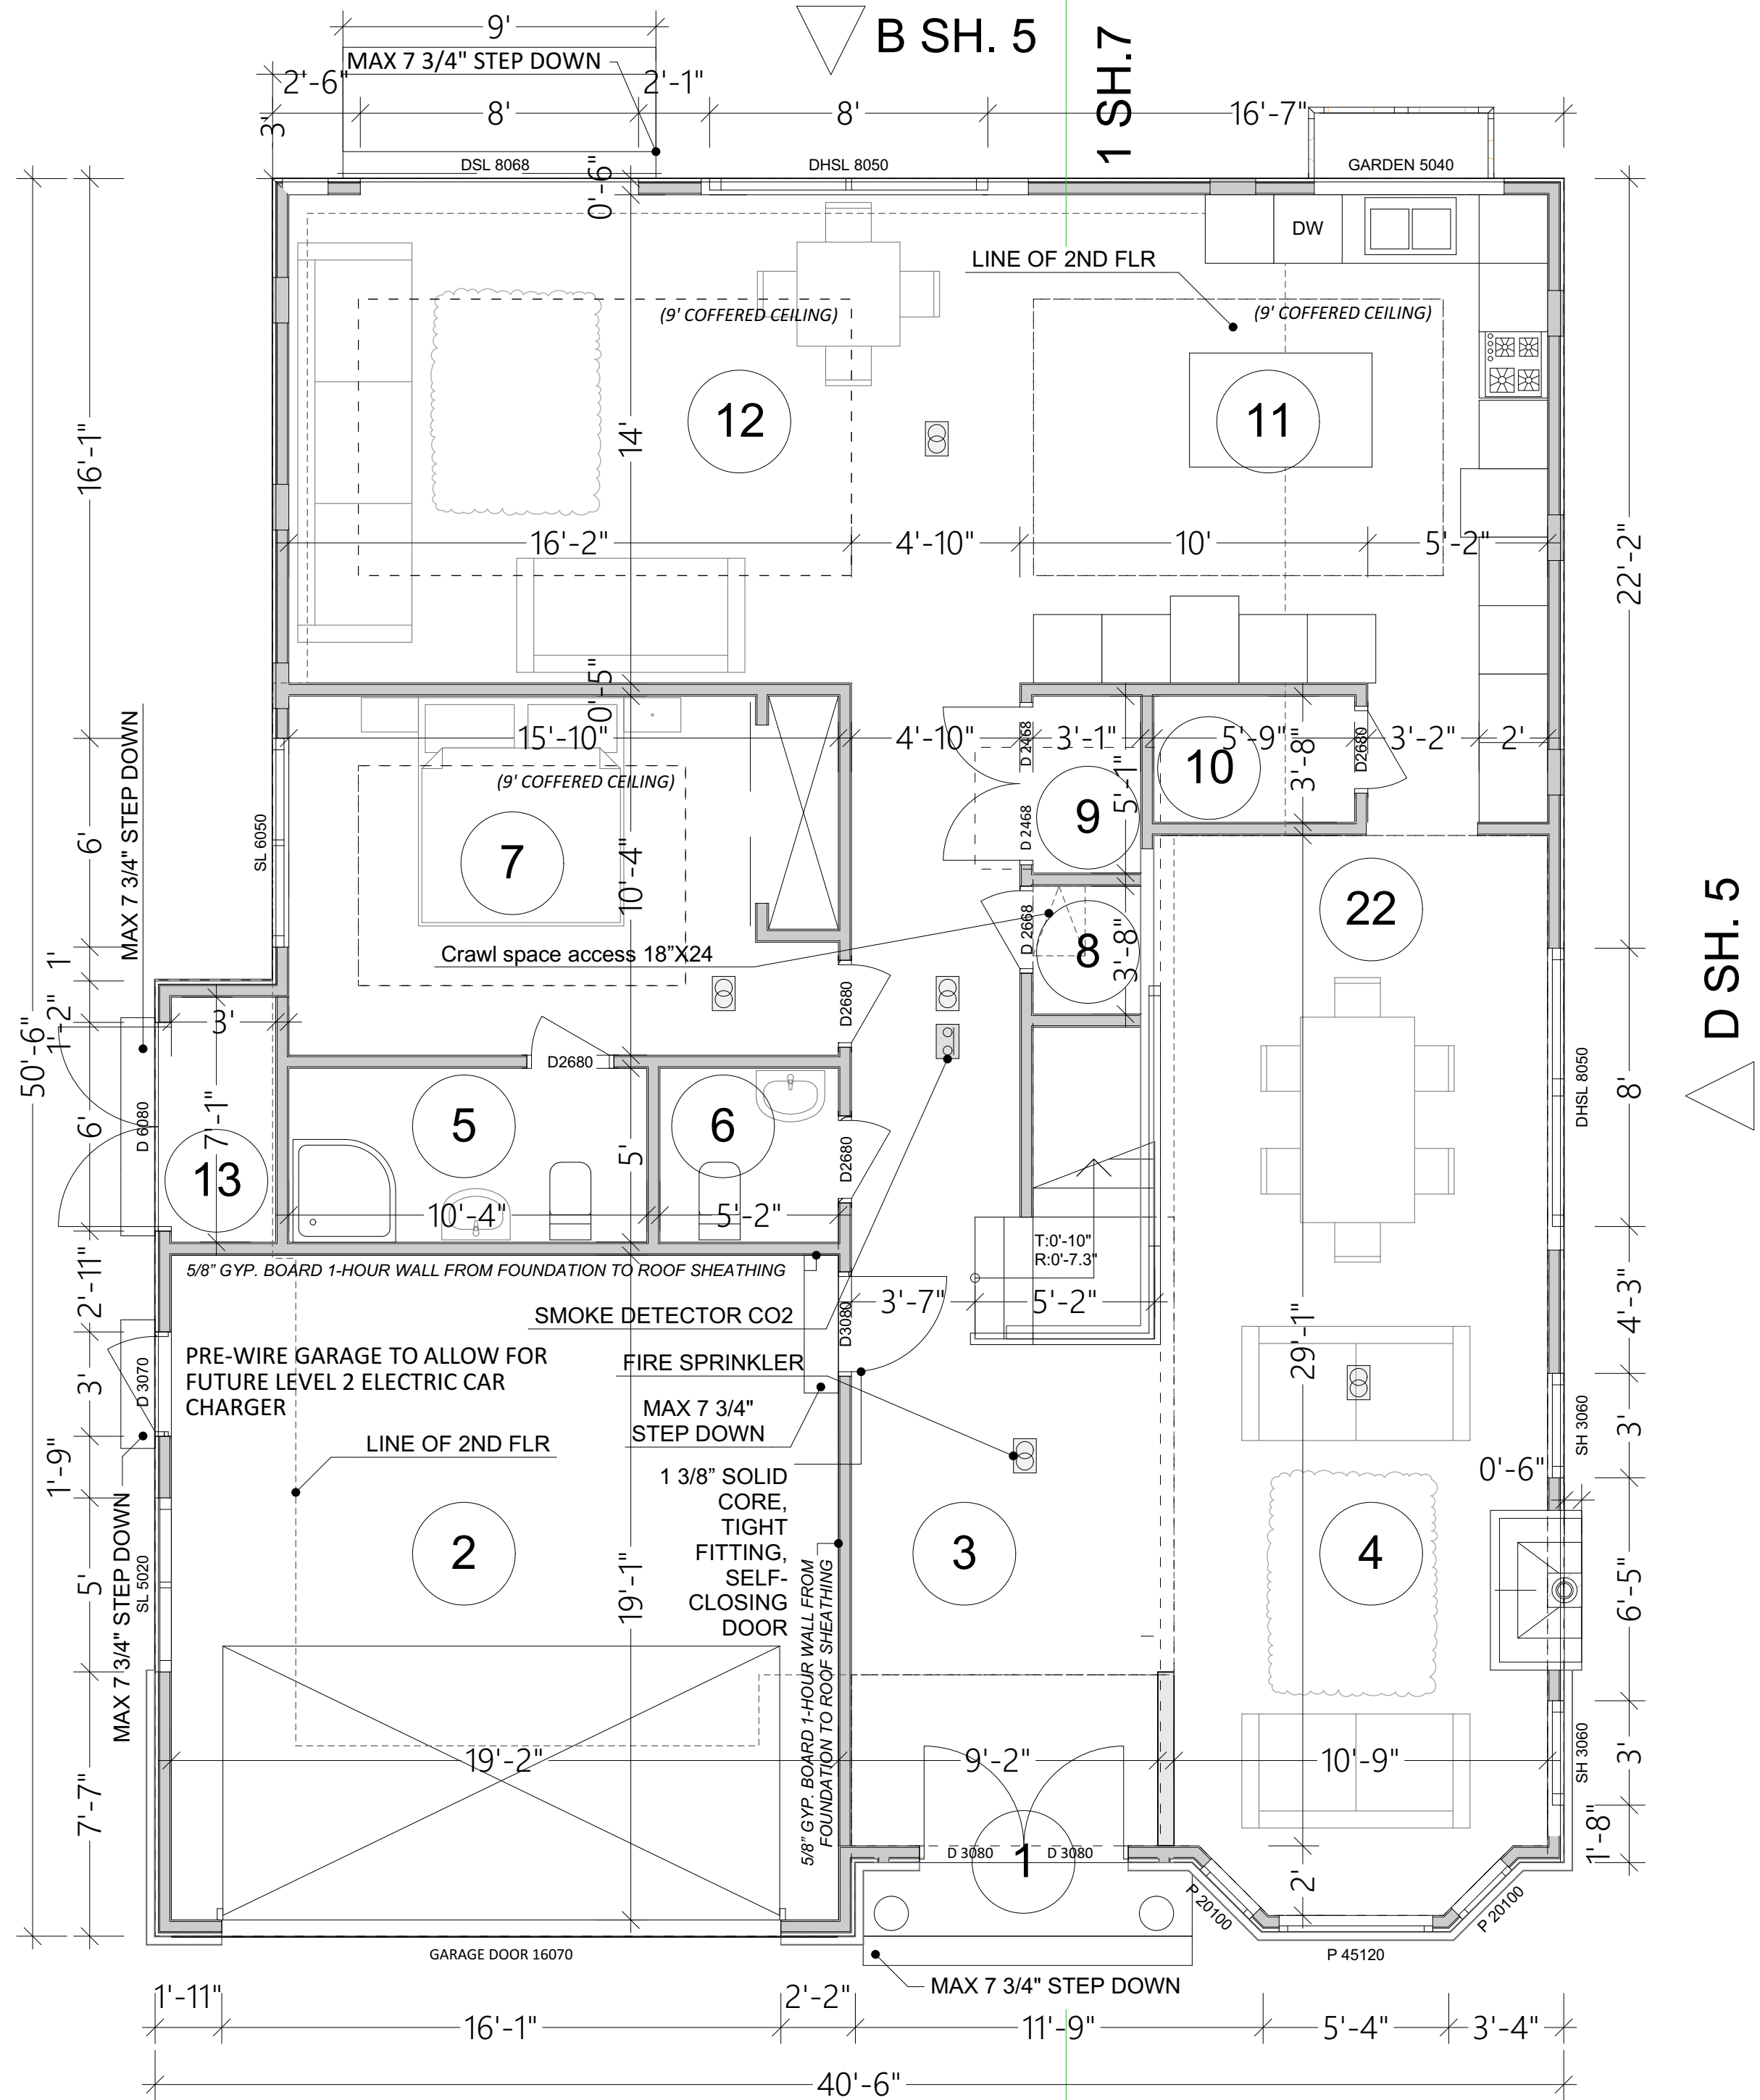 9'
B SH. 5
1 SH.7
MAX 7 3/4" STEP DOWN
2'-6"
2'-1"
3'
8'
8'
16'-7"
DSL 8068
DHSL 8050
GARDEN 5040
0'-6"
DW
LINE OF 2ND FLR
(9' COFFERED CEILING)
(9' COFFERED CEILING)
12
11
14'
16'-1"
22'-2"
16'-2"
4'-10"
10'
5'-2"
0'-5"
MAX 7 3/4" STEP DOWN
15'-10"
4'-10"
D 2468
3'-1"
5'-9"
3'-8"
D2680
3'-2"
2'
(9' COFFERED CEILING)
10
5'-1"
9
D 2468
SL 6050
6'
7
10'-4"
22
D SH. 5
D 2668
8
3'-8"
Crawl space access 18"X24
1'
1'-2"
50'-6"
3'
D2680
D2680
DHSL 8050
8'
D 6080
6'
7'-1"
13
5
6
5'
D2680
10'-4"
5'-2"
T:0'-10"
R:0'-7.3"
5/8" GYP. BOARD 1-HOUR WALL FROM FOUNDATION TO ROOF SHEATHING
2'-11"
3'-7"
5'-2"
4'-3"
SMOKE DETECTOR CO2
D3080
29'-1"
PRE-WIRE GARAGE TO ALLOW FOR
FUTURE LEVEL 2 ELECTRIC CAR
CHARGER
FIRE SPRINKLER
D 3070
3'
SH 3060
3'
MAX 7 3/4"
STEP DOWN
LINE OF 2ND FLR
1'-9"
0'-6"
1 3/8” SOLID
CORE,
TIGHT
FITTING,
SELF-
CLOSING
DOOR
MAX 7 3/4" STEP DOWN
SL 5020
5'
2
19'-1"
3
4
6'-5"
5/8” GYP. BOARD 1-HOUR WALL FROM
FOUNDATION TO ROOF SHEATHING
19'-2"
9'-2"
10'-9"
SH 3060
3'
7'-7"
1'-8"
D 3080
1
D 3080
2'
P 20100
P 20100
GARAGE DOOR 16070
P 45120
MAX 7 3/4" STEP DOWN
1'-11"
16'-1"
2'-2"
11'-9"
5'-4"
3'-4"
40'-6"